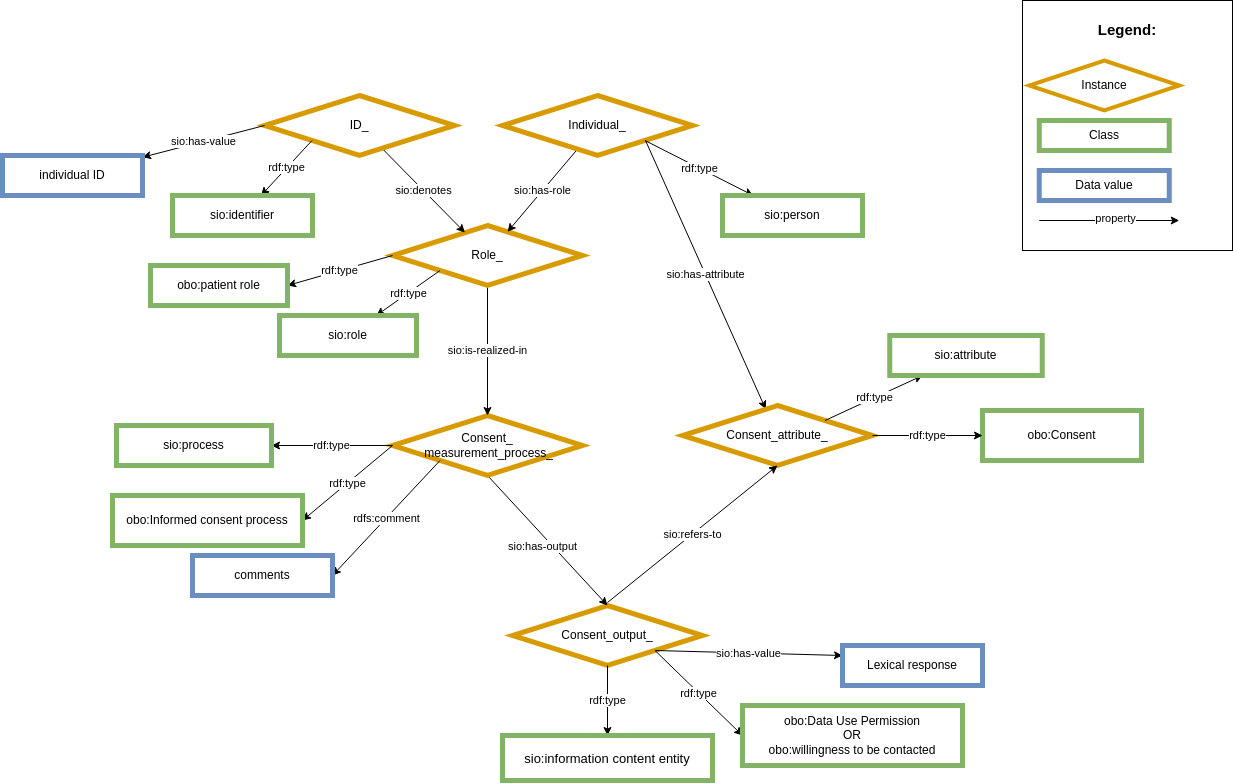 Legend:
Instance
Class
Data value
property
ID_
Individual_
sio:has-value
individual ID
rdf:type
sio:identifier
sio:denotes
sio:has-role
rdf:type
sio:person
Role_
sio:has-attribute
rdf:type
obo:patient role
rdf:type
sio:role
sio:is-realized-in
sio:attribute
rdf:type
Consent_attribute_
rdf:type
obo:Consent
Consent_
measurement_process_
rdf:type
sio:process
rdf:type
obo:Informed consent process
rdfs:comment
comments
sio:has-output
sio:refers-to
Consent_output_
sio:has-value
Lexical response
rdf:type
rdf:type
obo:Data Use Permission
OR
obo:willingness to be contacted
sio:information content entity